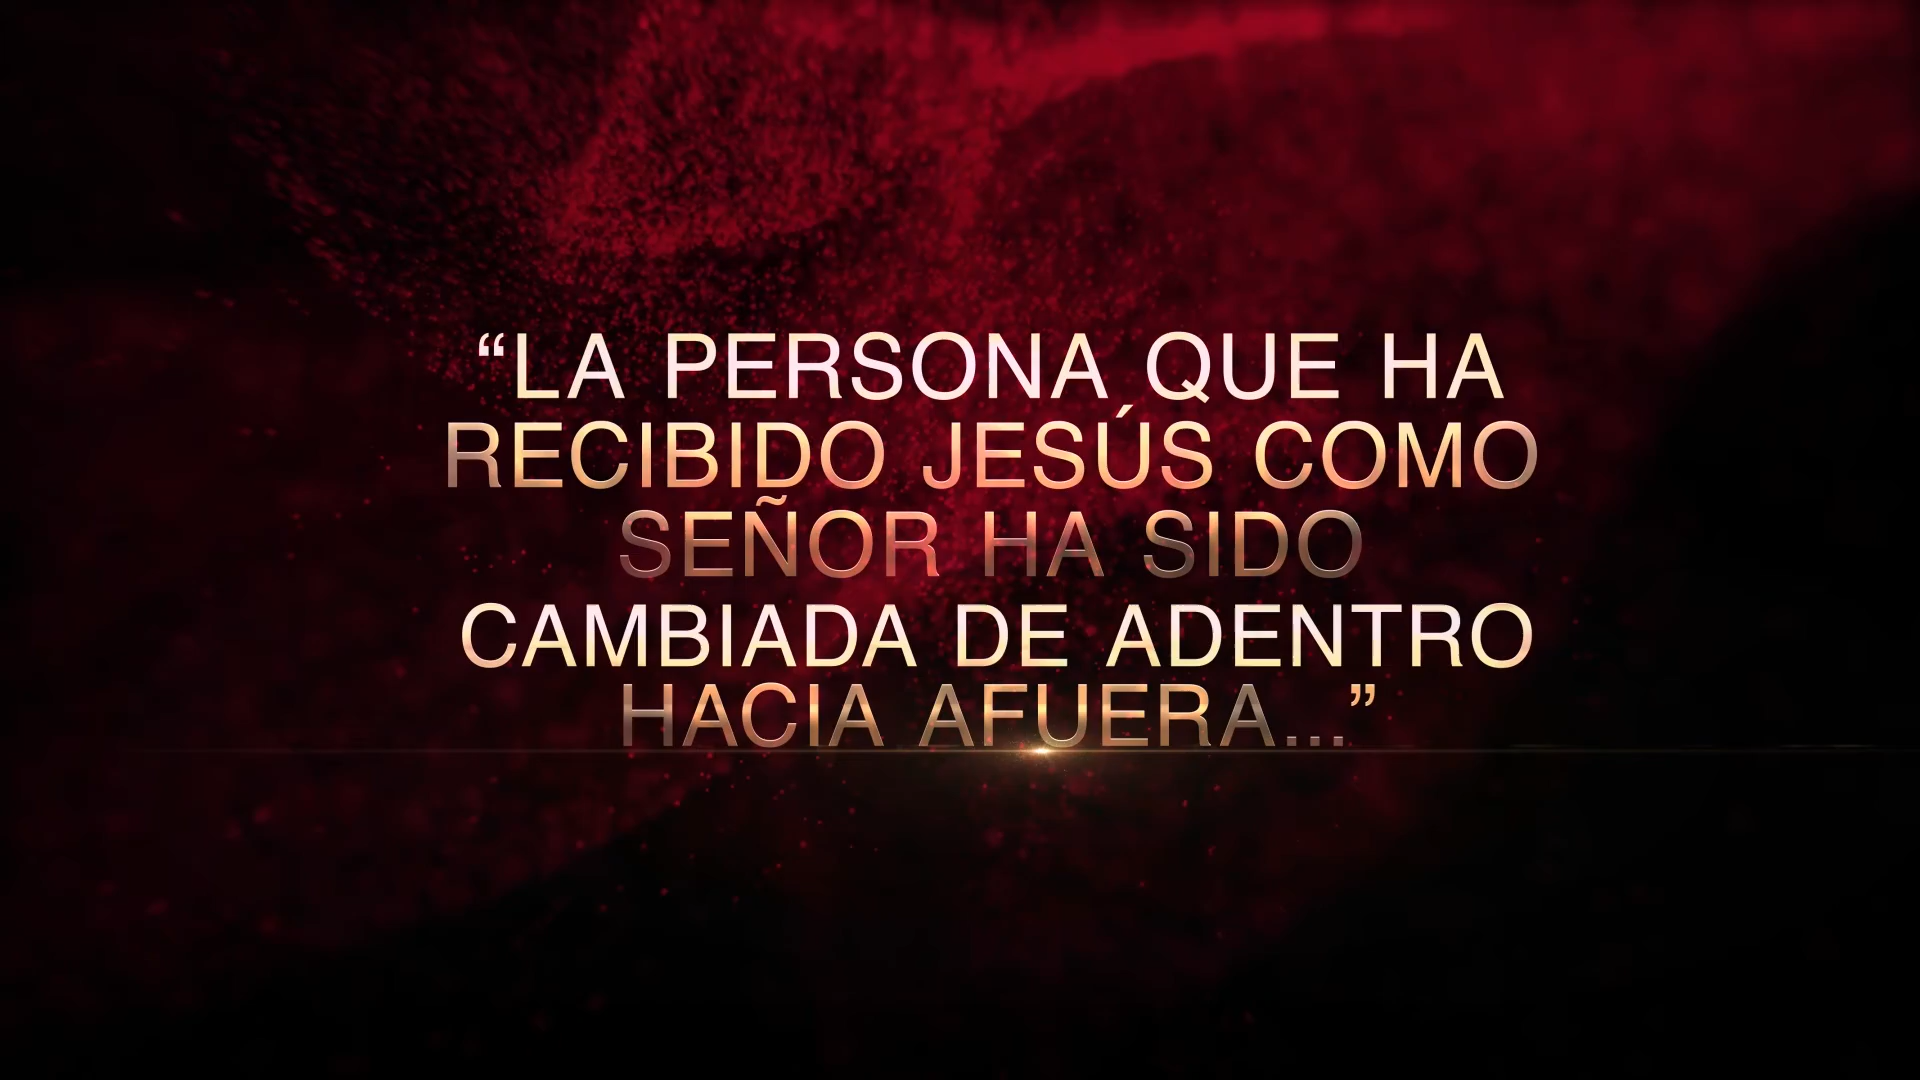 “LA PERSONA QUE HA
RECIBIDO JESÚS COMO
SEÑOR HA SIDO
CAMBIADA DE ADENTRO
HACIA AFUERA...”